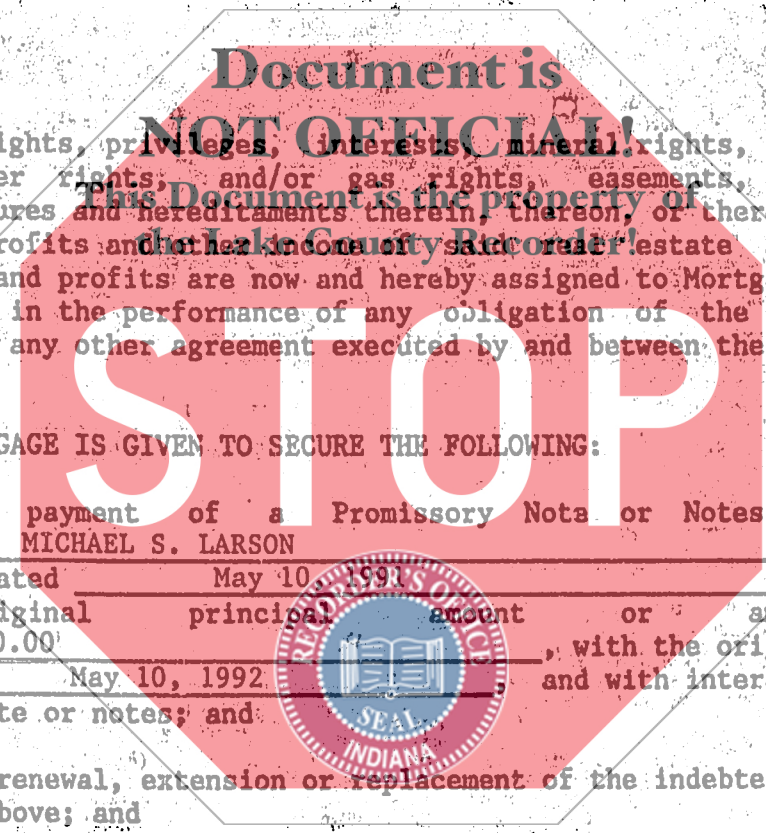 Document is
NOT OFFICIAL!
This Document is the property of
the Lake County Recorder!
ights, privileges, interests, mineral rights,
er rights, and/or gas rights, easements,
ures and hereditaments therein, thereon, or ther
rofits and other income of said real estate
and profits are now and hereby assigned to Mortg
in the performance of any obligation of the
any other agreement executed by and between the
STOP
GAGE IS GIVEN TO SECURE THE FOLLOWING:
payment of a Promissory Note or Notes
MICHAEL S. LARSON
ated May 10, 1991
iginal principal amount or a
0.00 , with the ori
May 10, 1992 , and with inter
te or notes; and
RECORDER'S OFFICE
SEAL
INDIANA
renewal, extension or replacement of the indebte
bove; and